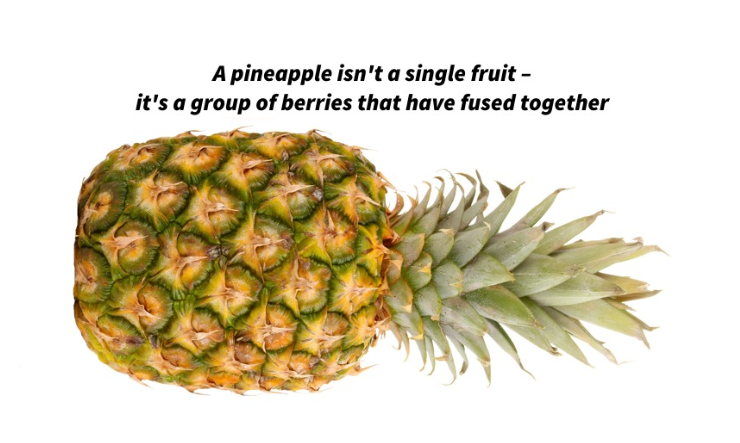 A pineapple isn't a single fruit –
it's a group of berries that have fused together